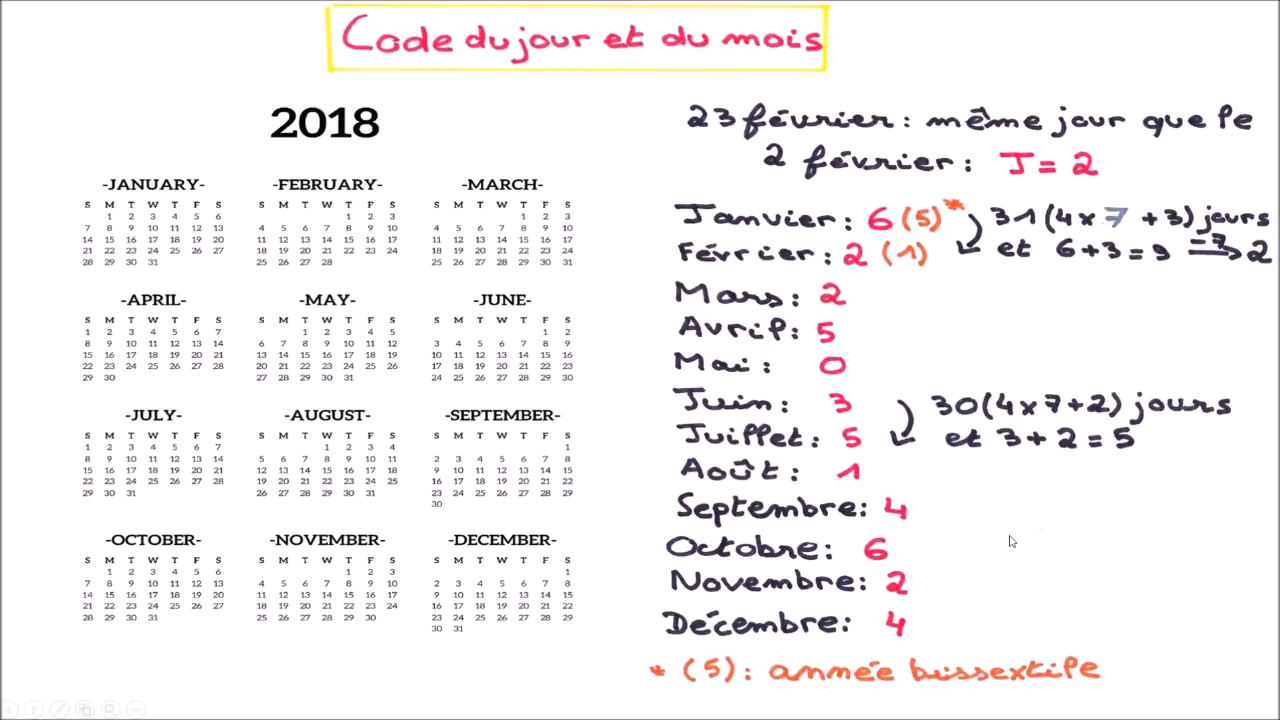 Code du jour et du mois
2018
-JANUARY-
S M T W T F S
1 2 3 4 5 6
7 8 9 10 11 12 13
14 15 16 17 18 19 20
21 22 23 24 25 26 27
28 29 30 31
-FEBRUARY-
S M T W T F S
1 2 3
4 5 6 7 8 9 10
11 12 13 14 15 16 17
18 19 20 21 22 23 24
25 26 27 28
-MARCH-
S M T W T F S
1 2 3
4 5 6 7 8 9 10
11 12 13 14 15 16 17
18 19 20 21 22 23 24
25 26 27 28 29 30 31
-APRIL-
S M T W T F S
1 2 3 4 5 6 7
8 9 10 11 12 13 14
15 16 17 18 19 20 21
22 23 24 25 26 27 28
29 30
-MAY-
S M T W T F S
1 2 3 4 5
6 7 8 9 10 11 12
13 14 15 16 17 18 19
20 21 22 23 24 25 26
27 28 29 30 31
-JUNE-
S M T W T F S
1 2
3 4 5 6 7 8 9
10 11 12 13 14 15 16
17 18 19 20 21 22 23
24 25 26 27 28 29 30
-JULY-
S M T W T F S
1 2 3 4 5 6 7
8 9 10 11 12 13 14
15 16 17 18 19 20 21
22 23 24 25 26 27 28
29 30 31
-AUGUST-
S M T W T F S
1 2 3 4
5 6 7 8 9 10 11
12 13 14 15 16 17 18
19 20 21 22 23 24 25
26 27 28 29 30 31
-SEPTEMBER-
S M T W T F S
1
2 3 4 5 6 7 8
9 10 11 12 13 14 15
16 17 18 19 20 21 22
23 24 25 26 27 28 29
30
-OCTOBER-
S M T W T F S
1 2 3 4 5 6
7 8 9 10 11 12 13
14 15 16 17 18 19 20
21 22 23 24 25 26 27
28 29 30 31
-NOVEMBER-
S M T W T F S
1 2 3
4 5 6 7 8 9 10
11 12 13 14 15 16 17
18 19 20 21 22 23 24
25 26 27 28 29 30
-DECEMBER-
S M T W T F S
1
2 3 4 5 6 7 8
9 10 11 12 13 14 15
16 17 18 19 20 21 22
23 24 25 26 27 28 29
30 31
23 février : même jour que le
2 février : J = 2
Janvier : 6 (5)* 31 (4 x 7 + 3) jours
Février : 2 (1) et 6 + 3 = 9 -7→ 2
Mars : 2
Avril : 5
Mai : 0
Juin : 3 30 (4 x 7 + 2) jours
Juillet : 5 et 3 + 2 = 5
Août : 1
Septembre : 4
Octobre : 6
Novembre : 2
Décembre : 4
* (5) : année bissextile